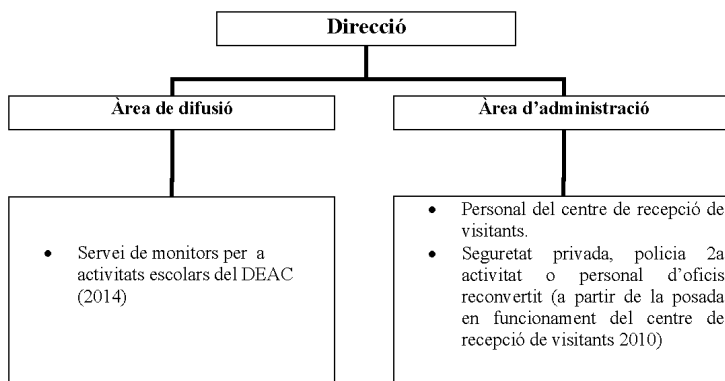 Direcció
Àrea de difusió
Àrea d'administració
• Servei de monitors per a
activitats escolars del DEAC
(2014)
• Personal del centre de recepció de
visitants.
• Seguretat privada, policia 2a
activitat o personal d'oficis
reconvertit (a partir de la posada
en funcionament del centre de
recepció de visitants 2010)